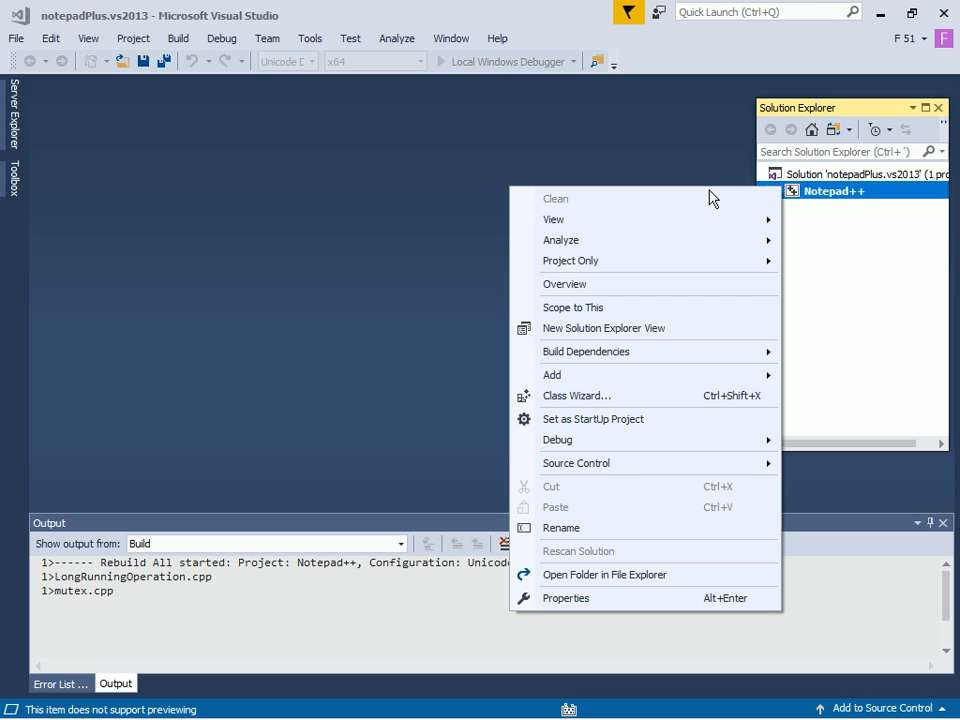 notepadPlus.vs2013 - Microsoft Visual Studio
Quick Launch (Ctrl+Q)
File Edit View Project Build Debug Team Tools Test Analyze Window Help
F 51
F
Unicode D
x64
Local Windows Debugger
Server Explorer
Toolbox
Solution Explorer
Search Solution Explorer (Ctrl+´)
Solution 'notepadPlus.vs2013' (1 pro
Notepad++
Clean
View
Analyze
Project Only
Overview
Scope to This
New Solution Explorer View
Build Dependencies
Add
Class Wizard... Ctrl+Shift+X
Set as StartUp Project
Debug
Source Control
Cut Ctrl+X
Paste Ctrl+V
Rename
Rescan Solution
Open Folder in File Explorer
Properties Alt+Enter
Output
Show output from: Build
1>------ Rebuild All started: Project: Notepad++, Configuration: Unicod
1>LongRunningOperation.cpp
1>mutex.cpp
Error List ... Output
This item does not support previewing
Add to Source Control